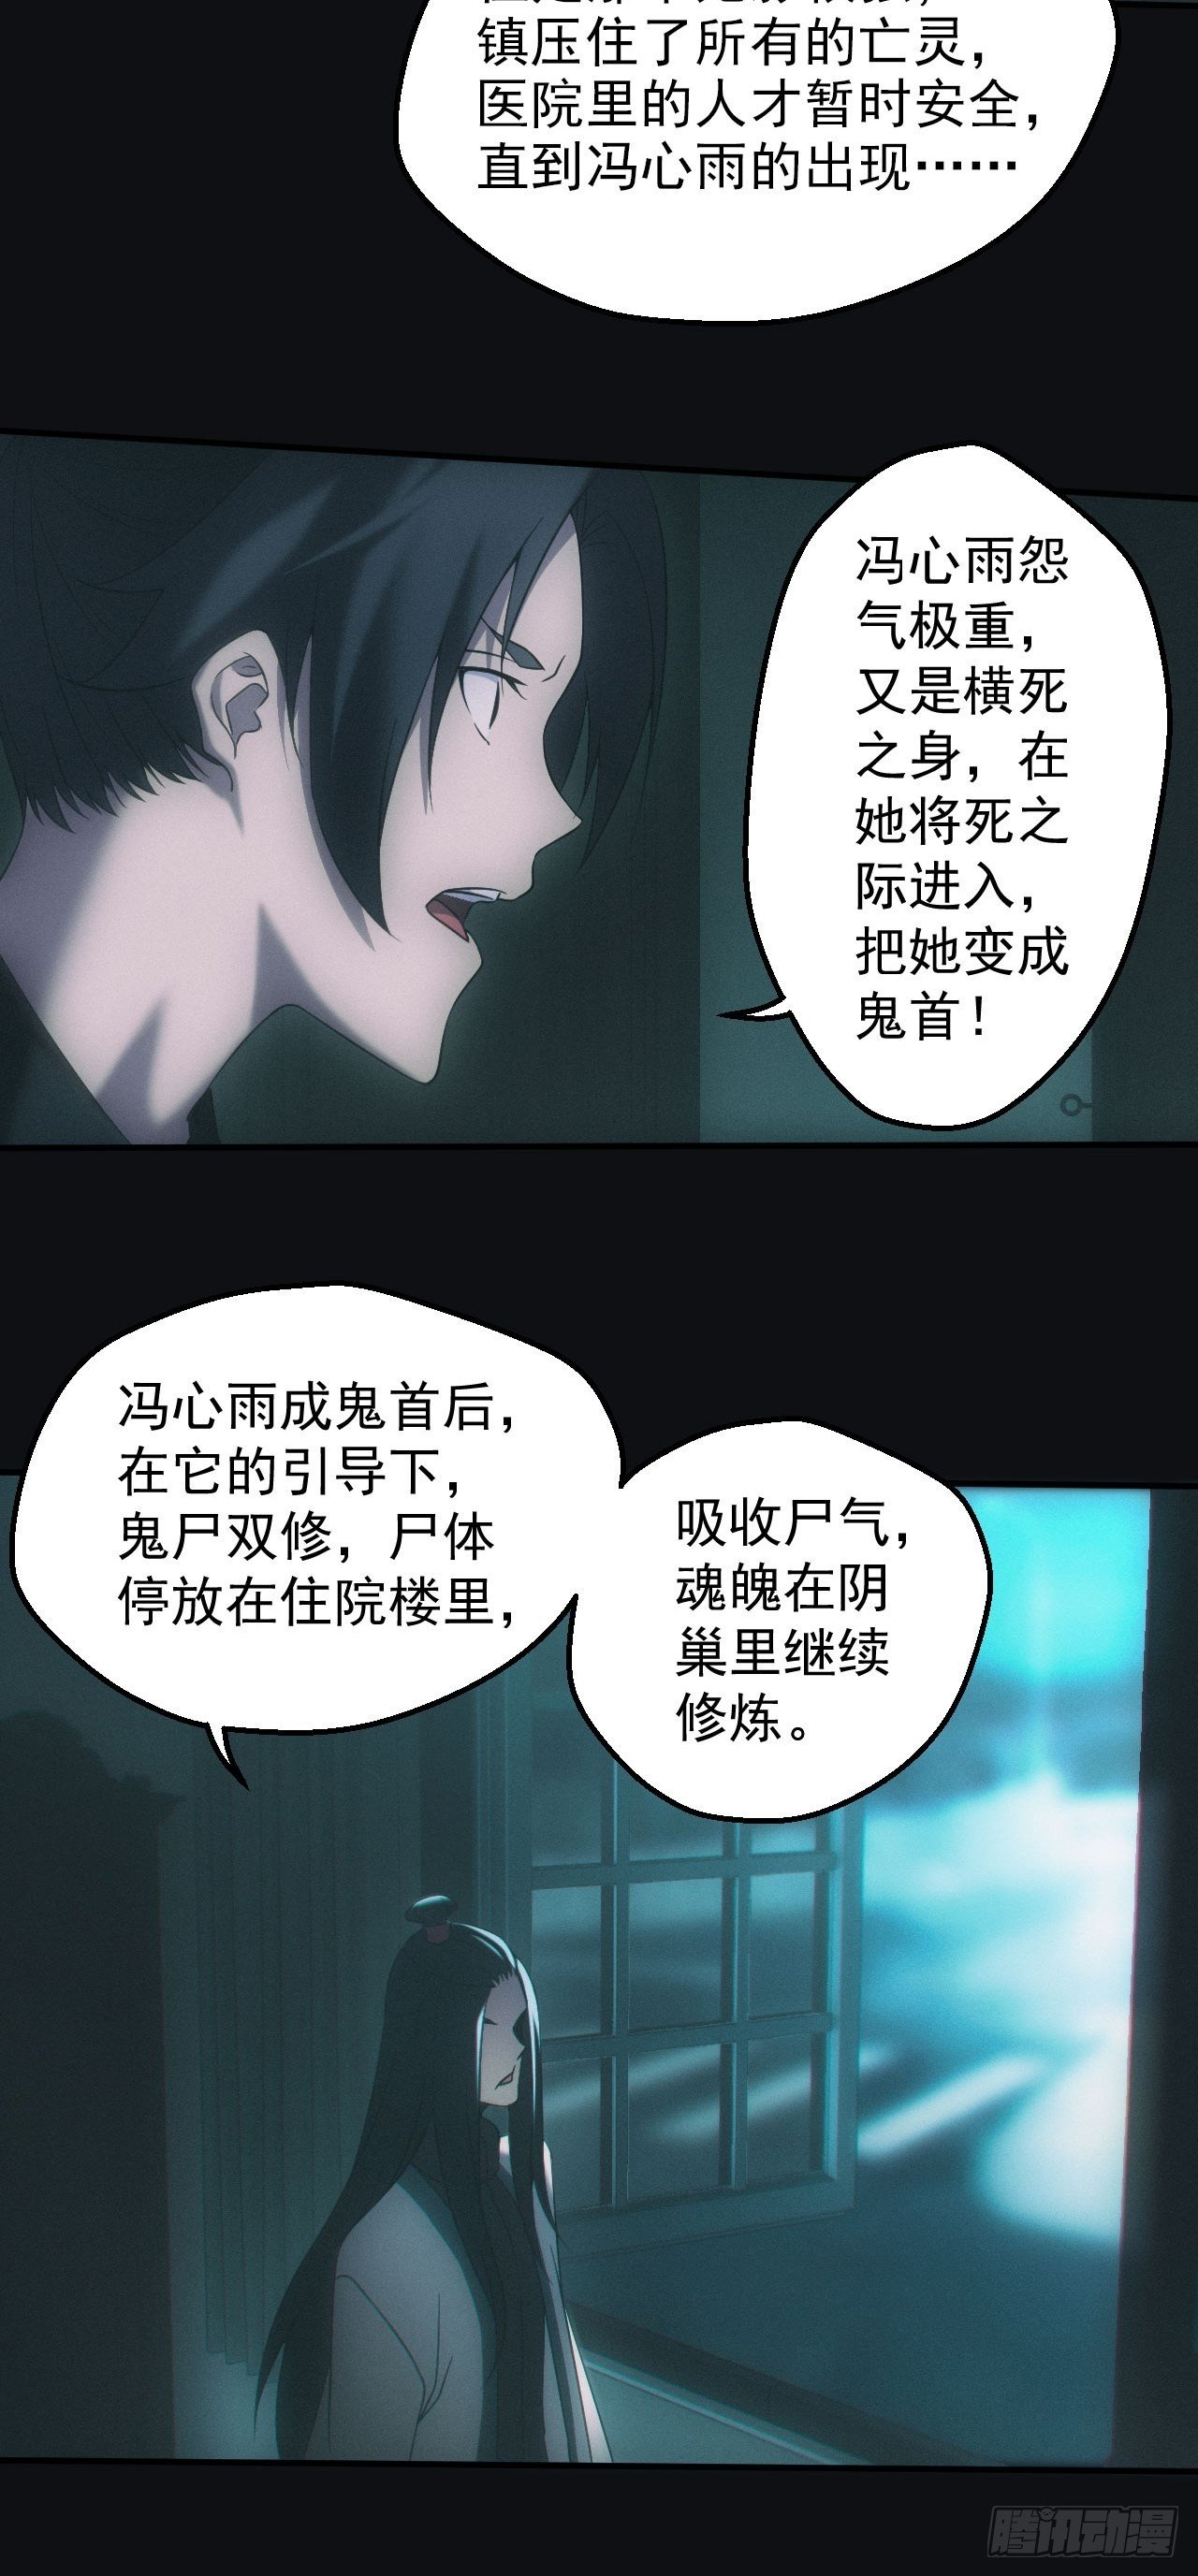 镇压住了所有的亡灵，
医院里的人才暂时安全，
直到冯心雨的出现……
冯心雨怨
气极重，
又是横死
之身，在
她将死之
际进入，
把她变成
鬼首！
冯心雨成鬼首后，
在它的引导下，
鬼尸双修，尸体
停放在住院楼里，
吸收尸气，
魂魄在阴
巢里继续
修炼。
腾讯动漫